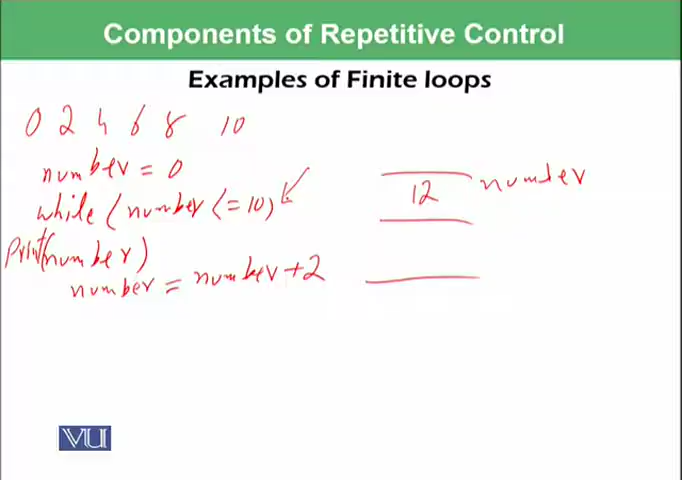 Components of Repetitive Control
Examples of Finite loops
0 2 4 6 8 10
number = 0
while (number <= 10)
Print(number)
number = number + 2
12 number
VU